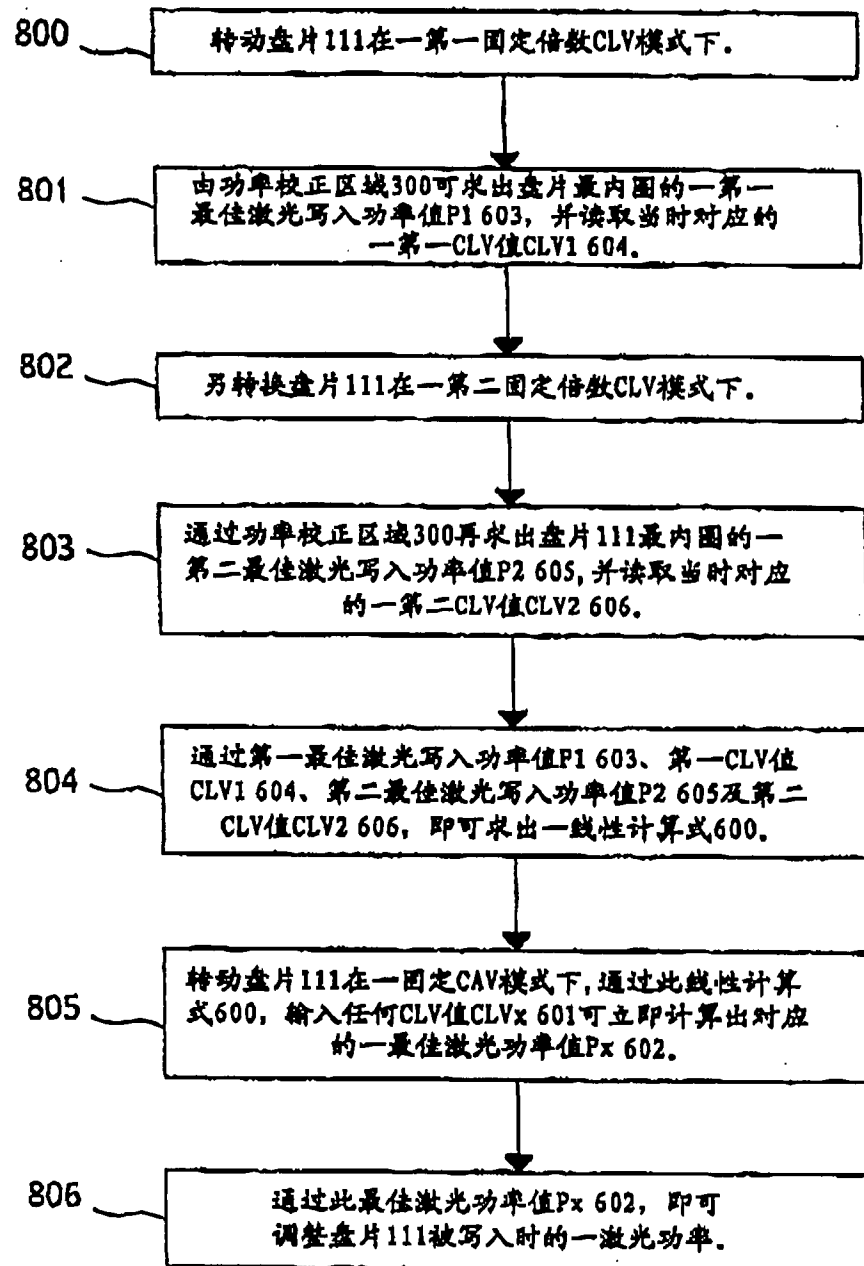 800
转动盘片111在一第一固定倍数CLV模式下.
801
由功率校正区域300可求出盘片最内圈的一第一
最佳激光写入功率值P1 603, 并读取当时对应的
一第一CLV值CLV1 604.
802
另转换盘片111在一第二固定倍数CLV模式下.
803
通过功率校正区域300再求出盘片111最内圈的一
第二最佳激光写入功率值P2 605,并读取当时对应
的一第二CLV值CLV2 606.
804
通过第一最佳激光写入功率值P1 603、第一CLV值
CLV1 604、第二最佳激光写入功率值P2 605及第二
CLV值CLV2 606, 即可求出一线性计算式600.
805
转动盘片111在一固定CAV模式下,通过此线性计算
式600, 输入任何CLV值CLVx 601可立即计算出对应
的一最佳激光功率值Px 602.
806
通过此最佳激光功率值Px 602, 即可
调整盘片111被写入时的一激光功率.